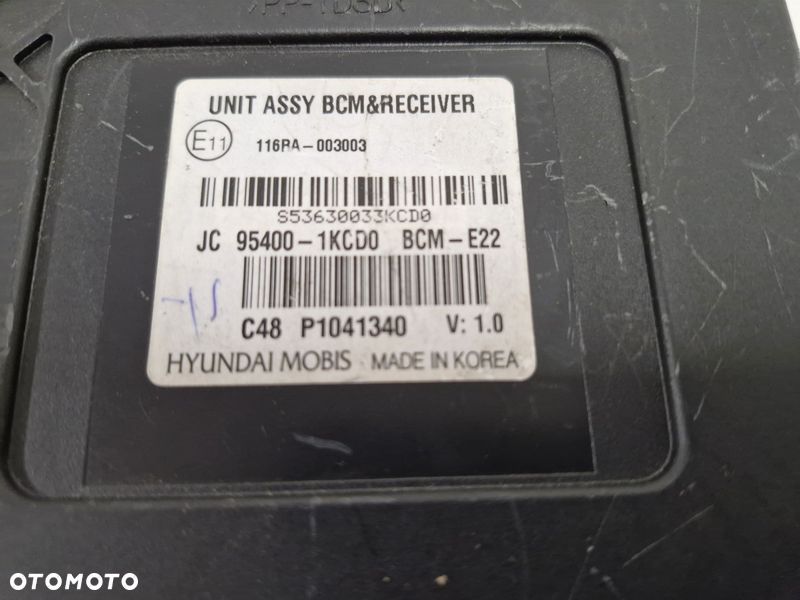 UNIT ASSY BCM&RECEIVER
E11 116RA-003003
S53630033KCD0
JC 95400-1KCD0 BCM-E22
C48 P1041340 V: 1.0
HYUNDAI MOBIS MADE IN KOREA
OTOMOTO